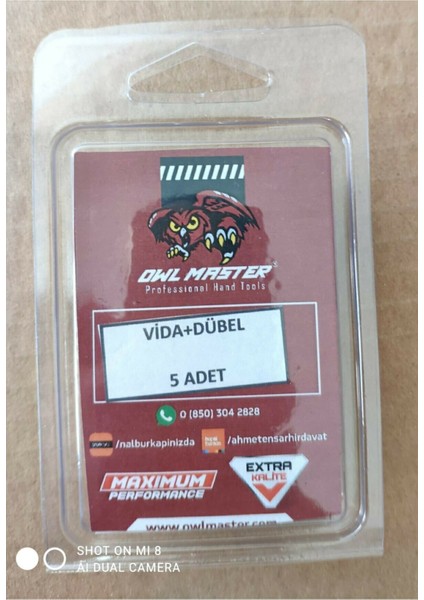 OWL MASTER
Professional Hand Tools
VİDA+DÜBEL
5 ADET
0 (850) 304 2828
/nalburkapinizda
/ahmetensarhirdavat
MAXIMUM
PERFORMANCE
EXTRA
KALİTE
www.owlmaster.com
SHOT ON MI 8
AI DUAL CAMERA